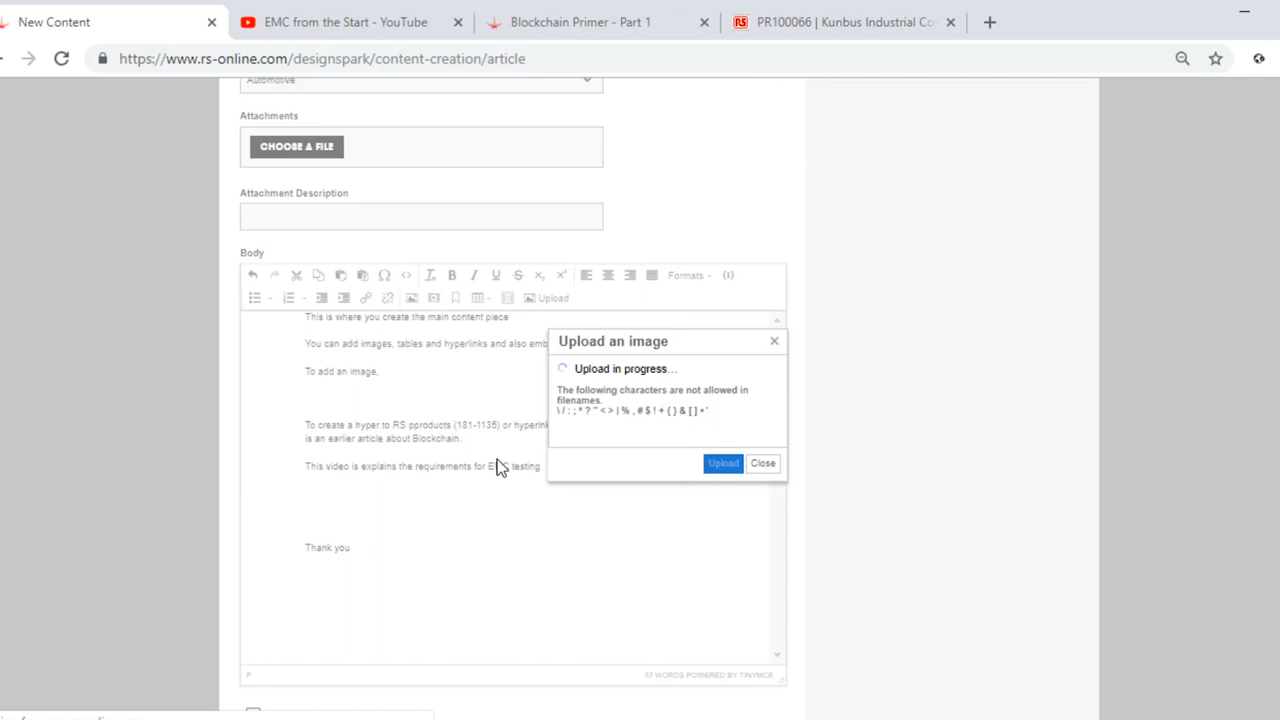 New Content
EMC from the Start - YouTube
Blockchain Primer - Part 1
RS
PR100066 | Kunbus Industrial Co
https://www.rs-online.com/designspark/content-creation/article
Automotive
Attachments
CHOOSE A FILE
Attachment Description
Body
Formats
Upload
This is where you create the main content piece
You can add images, tables and hyperlinks and also emb
To add an image,
To create a hyper to RS pproducts (181-1135) or hyperlink
is an earlier article about Blockchain.
This video is explains the requirements for testing
Thank you
P
57 WORDS POWERED BY TINYMCE
Upload an image
Upload in progress...
The following characters are not allowed in
filenames.
Upload
Close